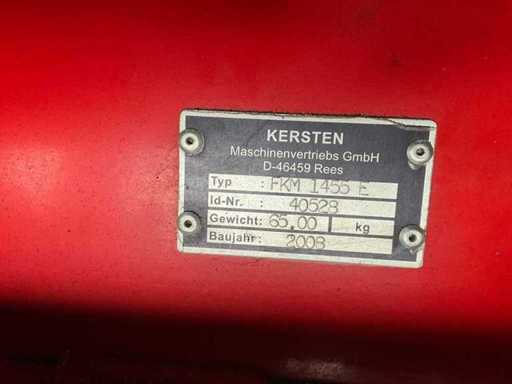 KERSTEN
Maschinenvertriebs GmbH
D-46459 Rees
Typ : FKM 1455 E
Id-Nr. : 40528
Gewicht: 65,00 kg
Baujahr: 2008